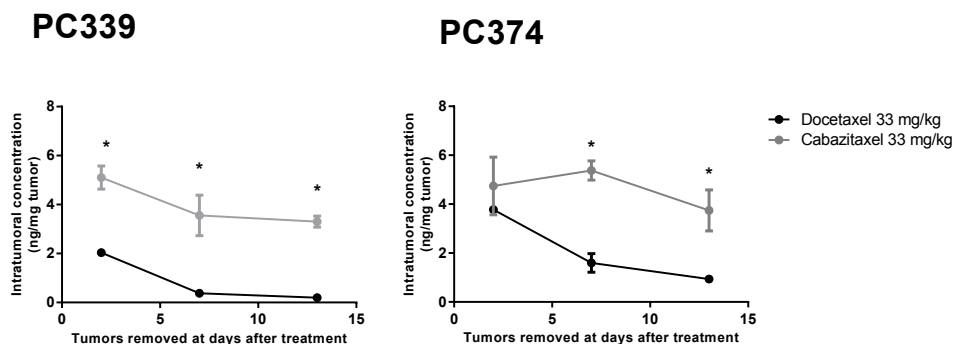 PC339
PC374
Intratumoral concentration
(ng/mg tumor)
8
6
4
2
0
* * *
0 5 10 15
Tumors removed at days after treatment
Intratumoral concentration
(ng/mg tumor)
8
6
4
2
0
* *
0 5 10 15
Tumors removed at days after treatment
Docetaxel 33 mg/kg
Cabazitaxel 33 mg/kg